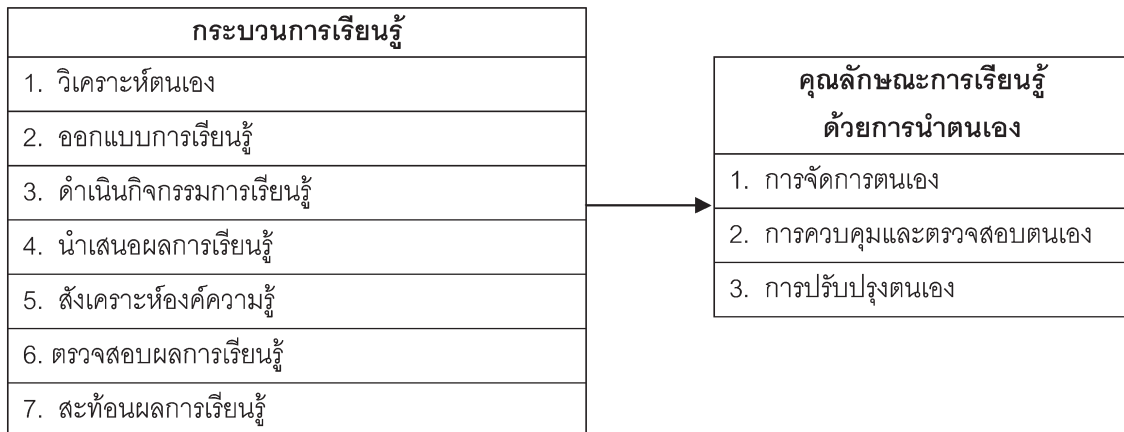 กระบวนการเรียนรู้
1. วิเคราะห์ตนเอง
2. ออกแบบการเรียนรู้
3. ดำเนินกิจกรรมการเรียนรู้
4. นำเสนอผลการเรียนรู้
5. สังเคราะห์องค์ความรู้
6. ตรวจสอบผลการเรียนรู้
7. สะท้อนผลการเรียนรู้
คุณลักษณะการเรียนรู้
ด้วยการนำตนเอง
1. การจัดการตนเอง
2. การควบคุมและตรวจสอบตนเอง
3. การปรับปรุงตนเอง